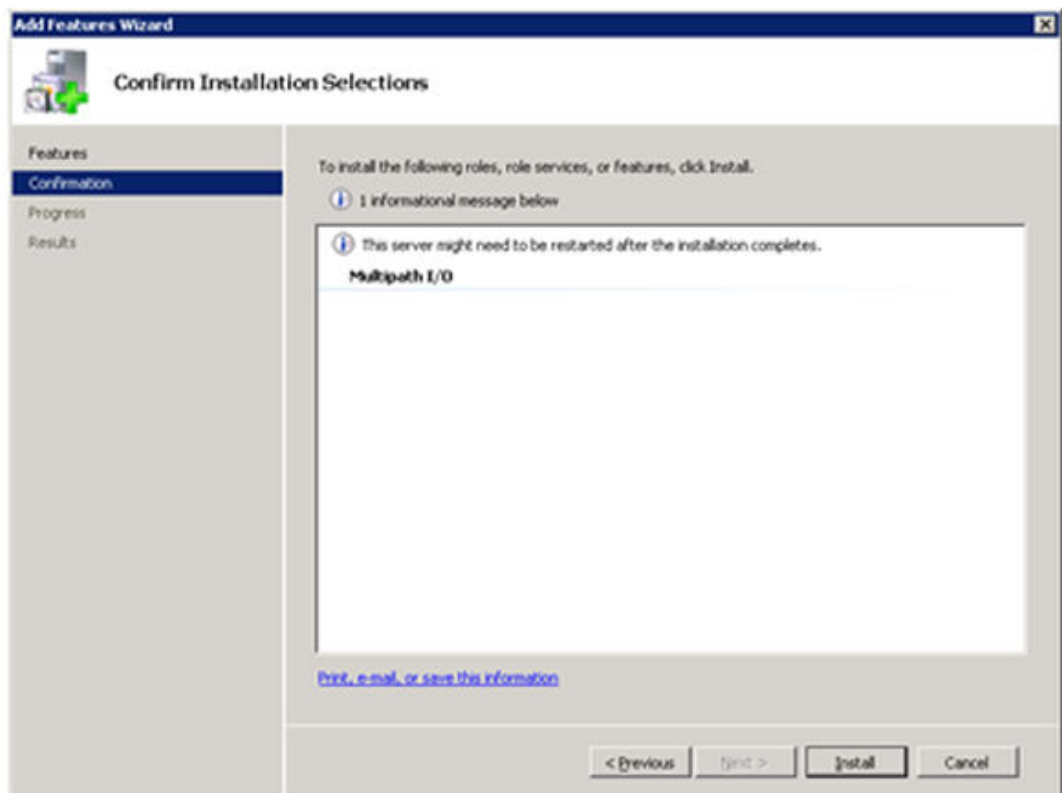 Add Features Wizard
Confirm Installation Selections
Features
Confirmation
Progress
Results
To install the following roles, role services, or features, click Install.
1 informational message below
This server might need to be restarted after the installation completes.
Multipath I/O
Print, e-mail, or save this information
< Previous
Next >
Install
Cancel